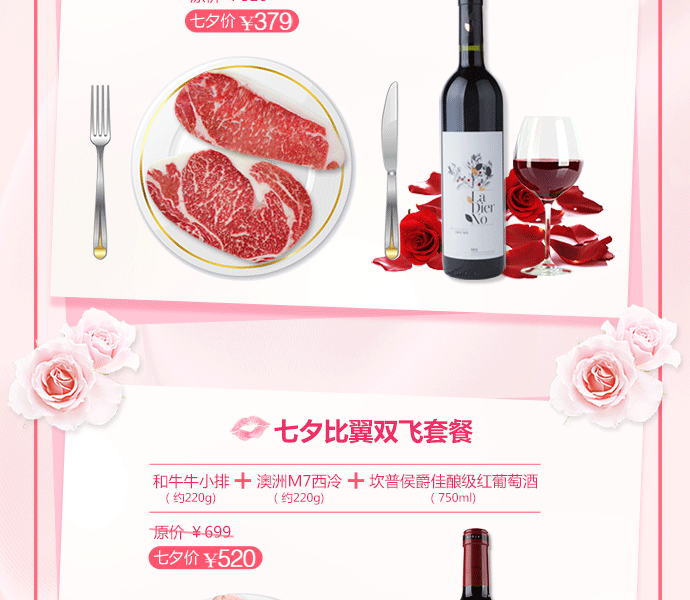 七夕价 ¥379
La
Djer
No
七夕比翼双飞套餐
和牛牛小排 + 澳洲M7西冷 + 坎普侯爵佳酿级红葡萄酒
(约220g) (约220g) (750ml)
原价 ¥699
七夕价 ¥520